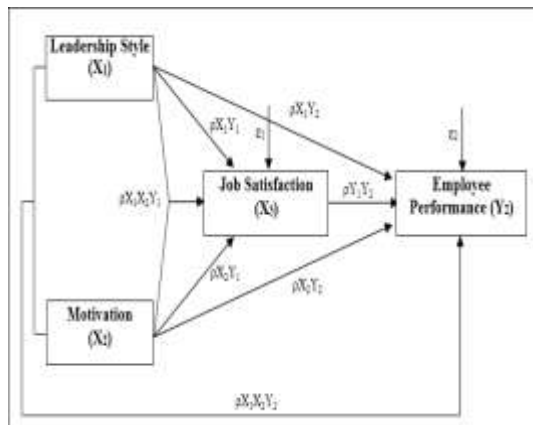 Leadership Style
(X₁)
ρX₁Y₂
ρX₁Y₁
ε₁
ε₂
ρX₁X₂Y₁
Job Satisfaction
(X₃)
ρY₁Y₂
Employee
Performance (Y₂)
ρX₂Y₁
ρX₂Y₂
Motivation
(X₂)
ρX₁X₂Y₂